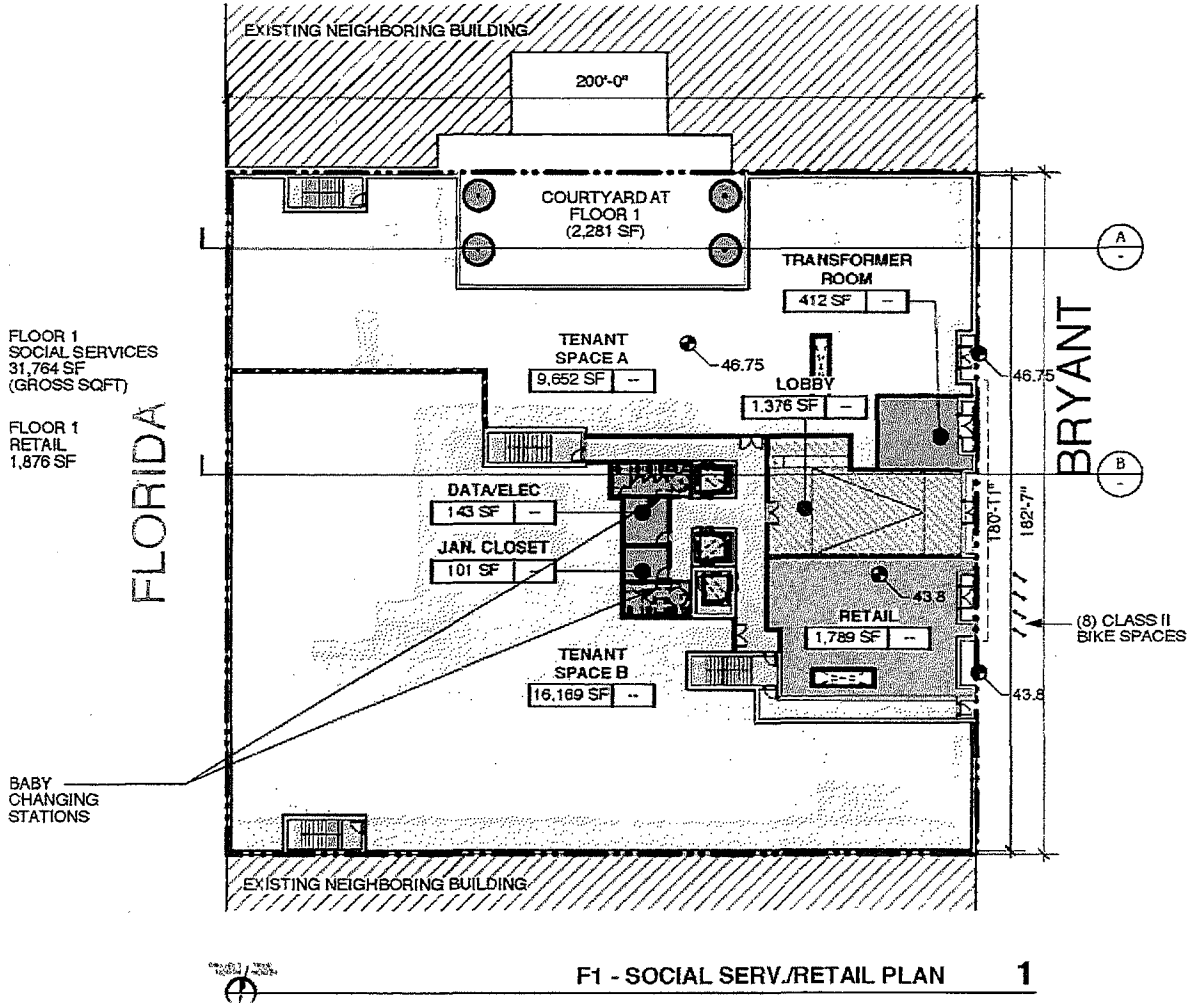 EXISTING NEIGHBORING BUILDING
200'-0"
COURTYARD AT
FLOOR 1
(2,281 SF)
A
-
TRANSFORMER
ROOM
412 SF --
FLOOR 1
SOCIAL SERVICES
31,764 SF
(GROSS SQFT)
TENANT
SPACE A
9,652 SF --
46.75
46.75
LOBBY
1,376 SF --
BRYANT
FLORIDA
FLOOR 1
RETAIL
1,876 SF
B
-
DATA/ELEC
143 SF --
180'-11"
182'-7"
JAN. CLOSET
101 SF --
43.8
RETAIL
1,789 SF --
(8) CLASS II
BIKE SPACES
TENANT
SPACE B
16,169 SF --
43.8
BABY
CHANGING
STATIONS
EXISTING NEIGHBORING BUILDING
F1 - SOCIAL SERV./RETAIL PLAN 1